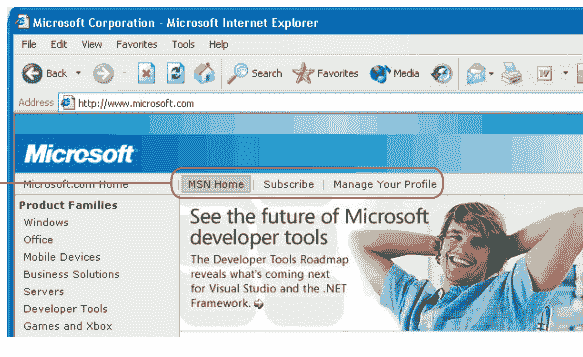 Microsoft Corporation - Microsoft Internet Explorer
File Edit View Favorites Tools Help
Back Search Favorites Media
Address http://www.microsoft.com
Microsoft
Microsoft.com Home | MSN Home | Subscribe | Manage Your Profile
Product Families
Windows
Office
Mobile Devices
Business Solutions
Servers
Developer Tools
Games and Xbox
See the future of Microsoft
developer tools
The Developer Tools Roadmap
reveals what's coming next
for Visual Studio and the .NET
Framework.